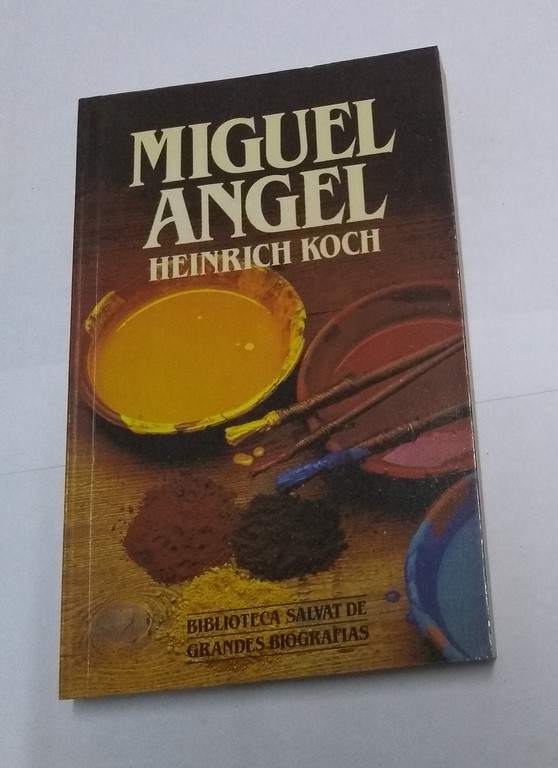 MIGUEL
ANGEL
HEINRICH KOCH
BIBLIOTECA SALVAT DE
GRANDES BIOGRAFIAS